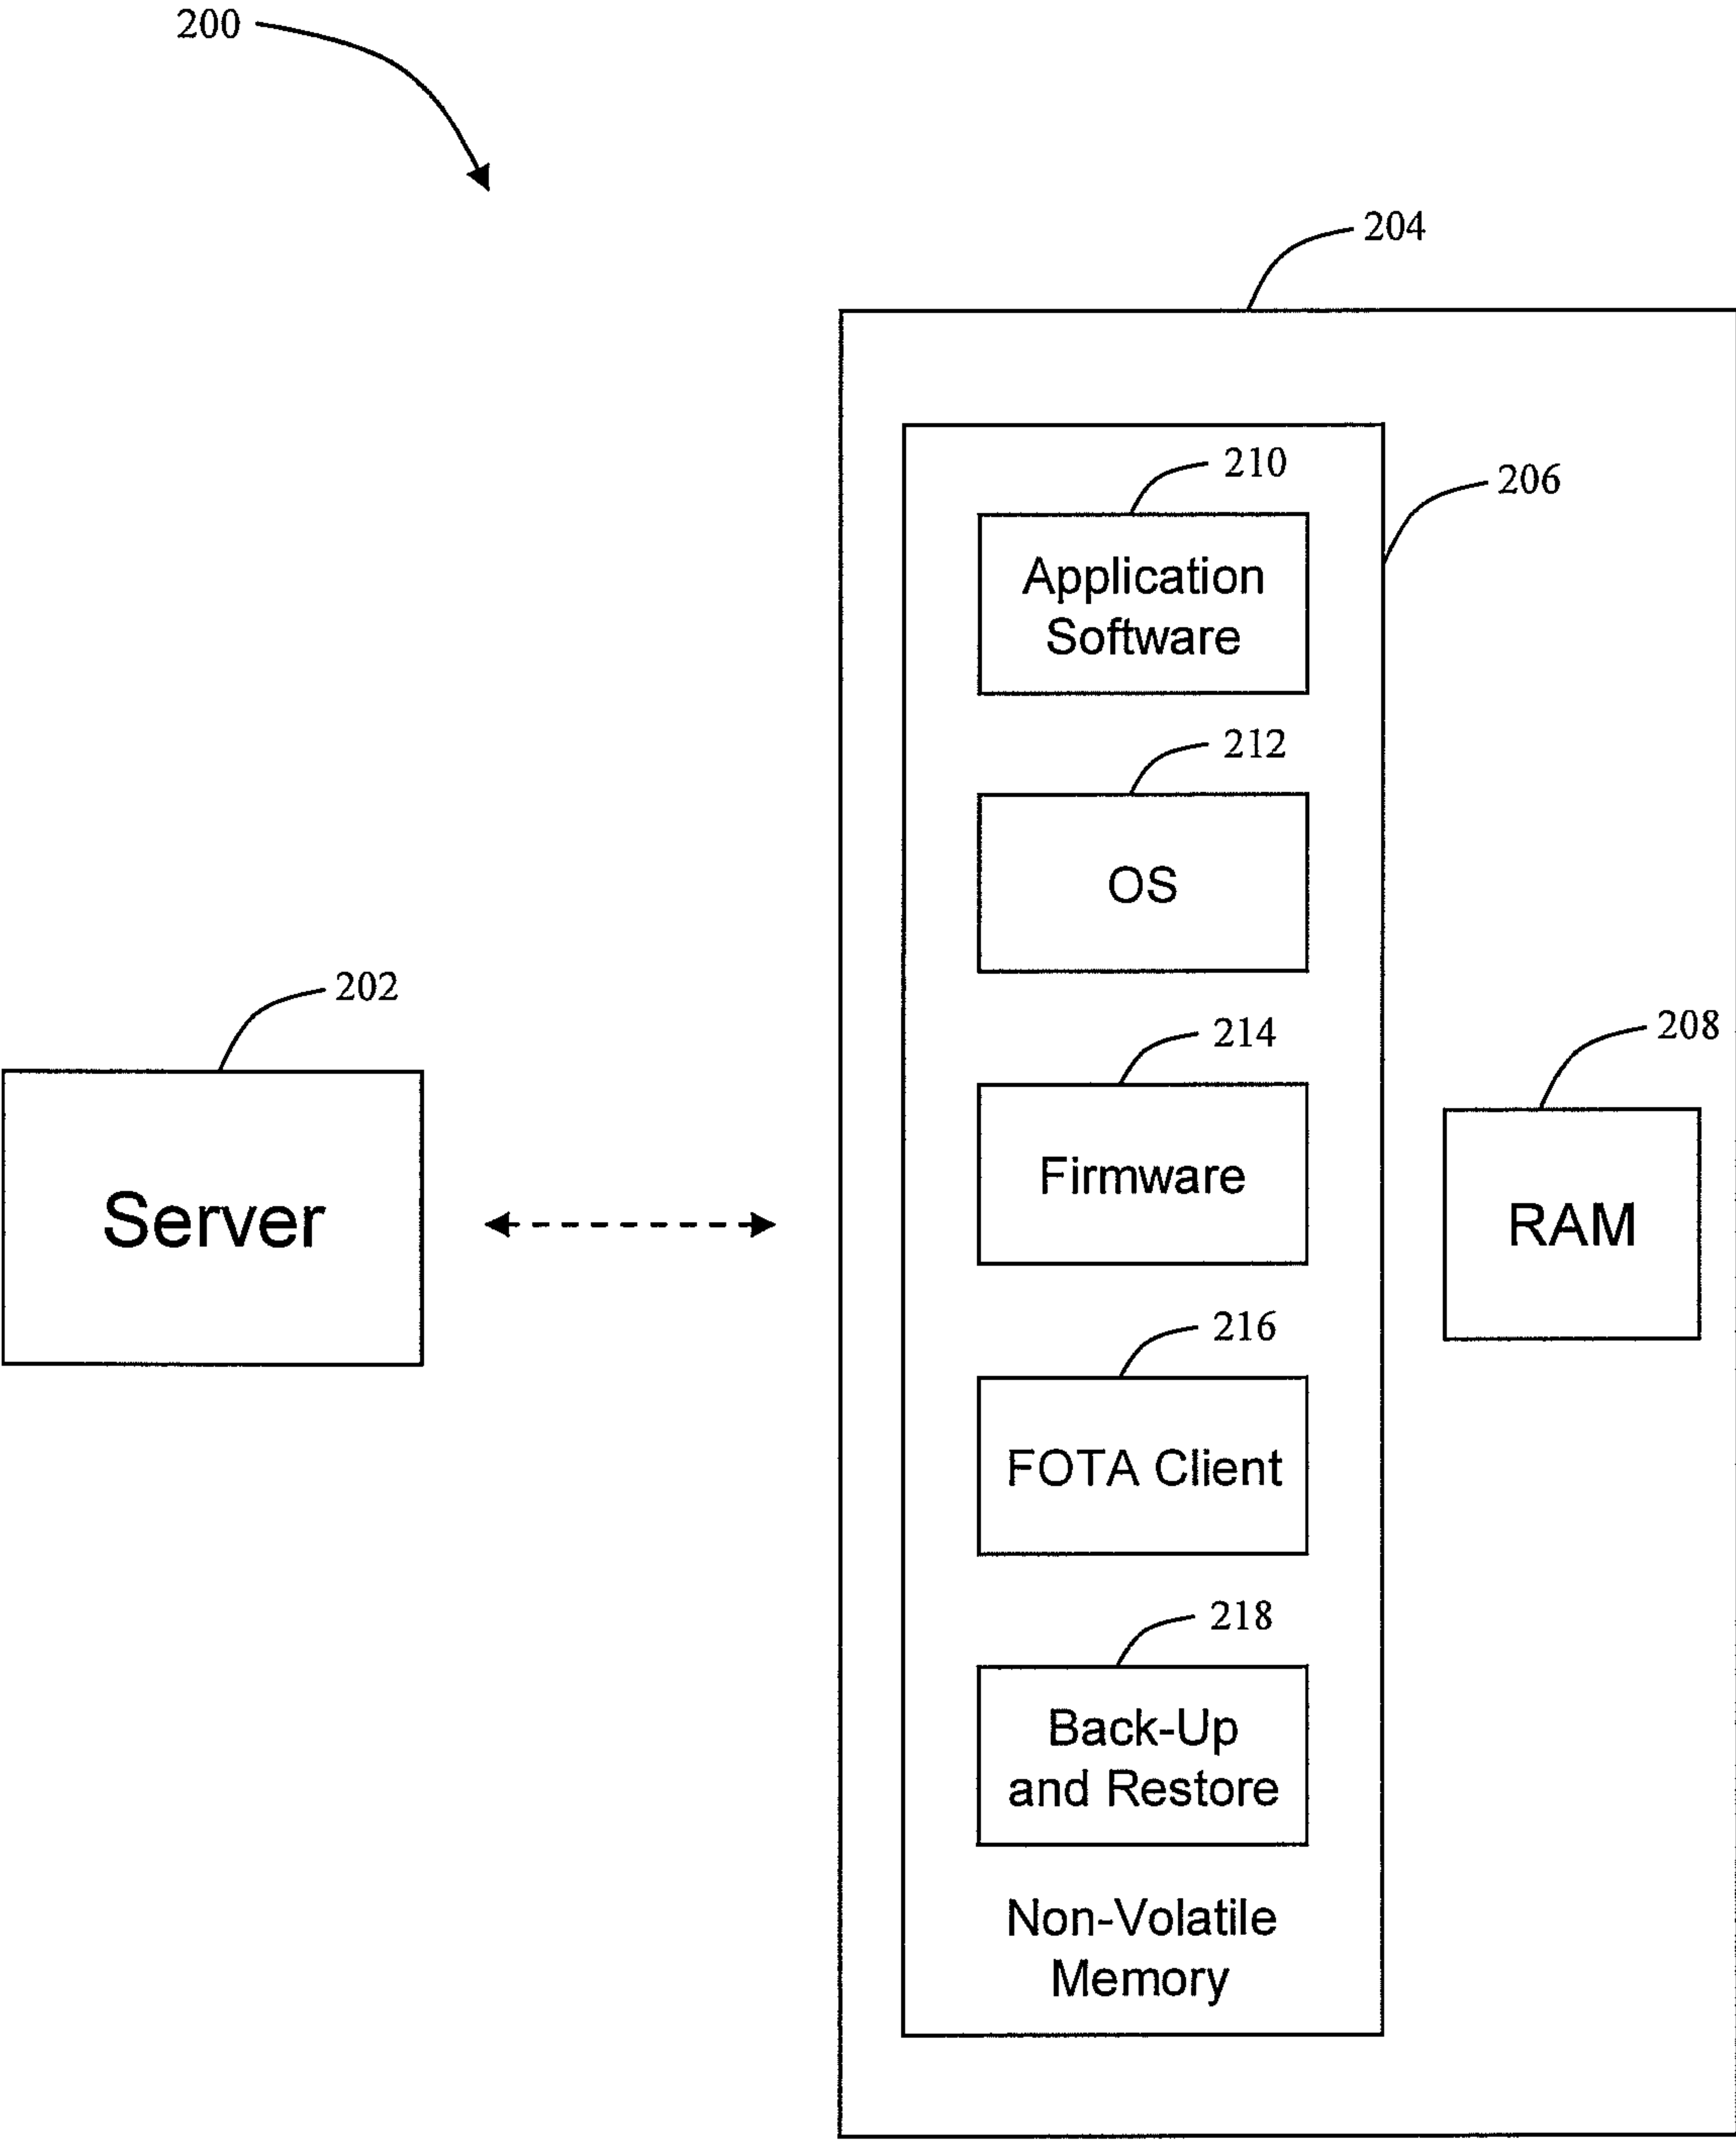 200
204
210
206
Application
Software
212
OS
202
214
208
Server
Firmware
RAM
216
FOTA Client
218
Back-Up
and Restore
Non-Volatile
Memory